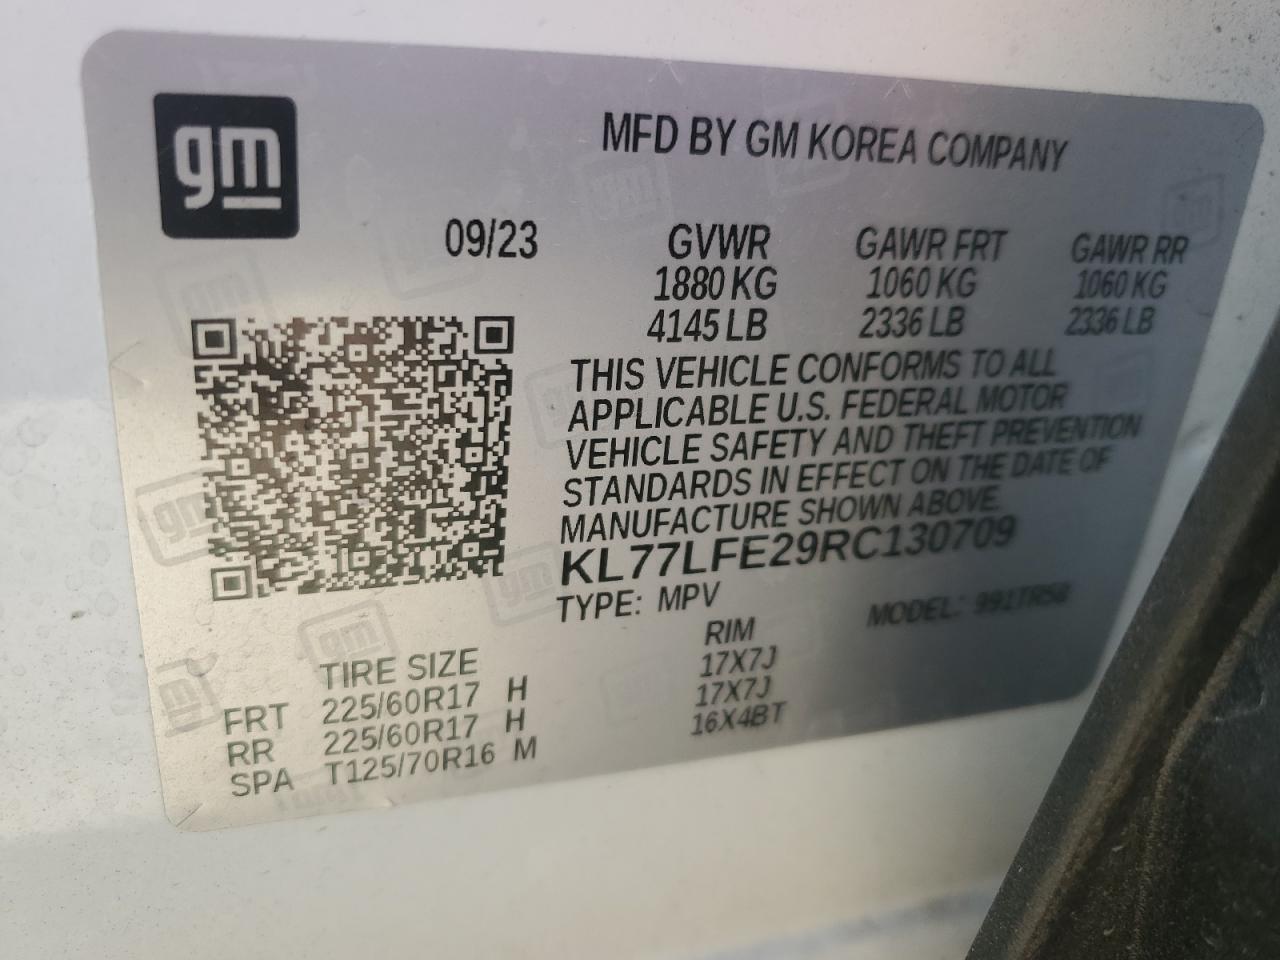 gm
MFD BY GM KOREA COMPANY
09/23
GVWR GAWR FRT GAWR RR
1880 KG 1060 KG 1060 KG
4145 LB 2336 LB 2336 LB
THIS VEHICLE CONFORMS TO ALL
APPLICABLE U.S. FEDERAL MOTOR
VEHICLE SAFETY AND THEFT PREVENTION
STANDARDS IN EFFECT ON THE DATE OF
MANUFACTURE SHOWN ABOVE.
KL77LFE29RC130709
TYPE: MPV MODEL:
TIRE SIZE RIM
FRT 225/60R17 H 17X7J
RR 225/60R17 H 17X7J
SPA T125/70R16 M 16X4BT